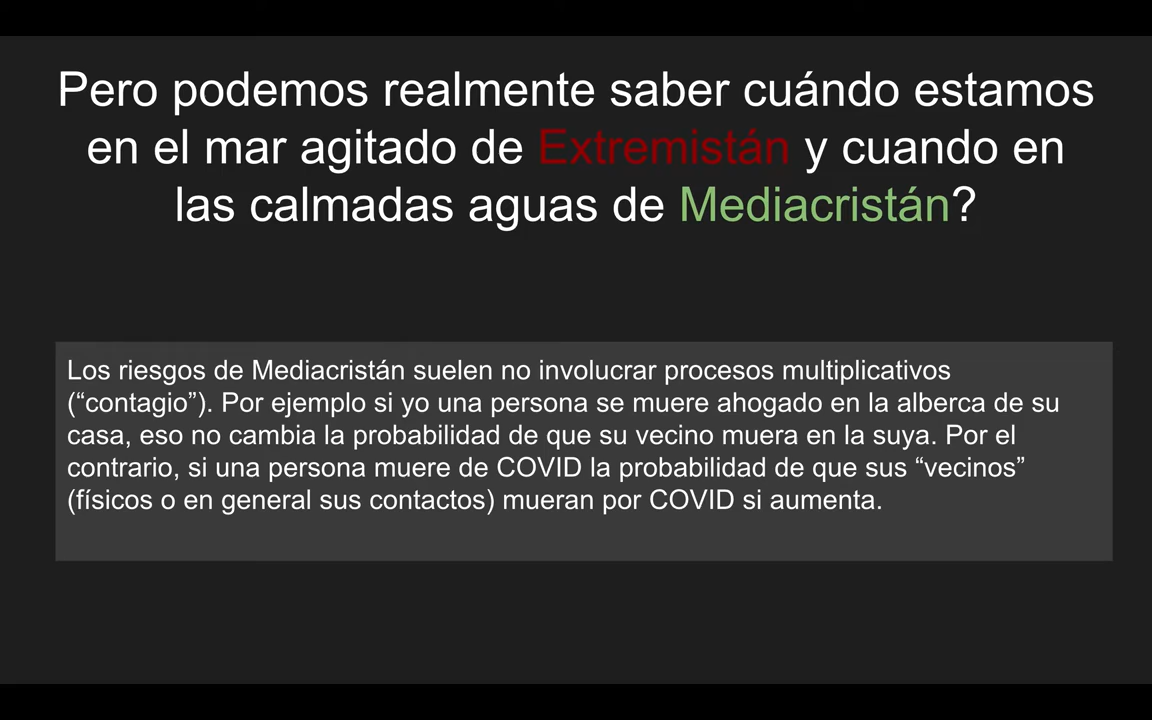 Pero podemos realmente saber cuándo estamos
en el mar agitado de Extremistán y cuando en
las calmadas aguas de Mediacristán?
Los riesgos de Mediacristán suelen no involucrar procesos multiplicativos
(“contagio”). Por ejemplo si yo una persona se muere ahogado en la alberca de su
casa, eso no cambia la probabilidad de que su vecino muera en la suya. Por el
contrario, si una persona muere de COVID la probabilidad de que sus “vecinos”
(físicos o en general sus contactos) mueran por COVID si aumenta.